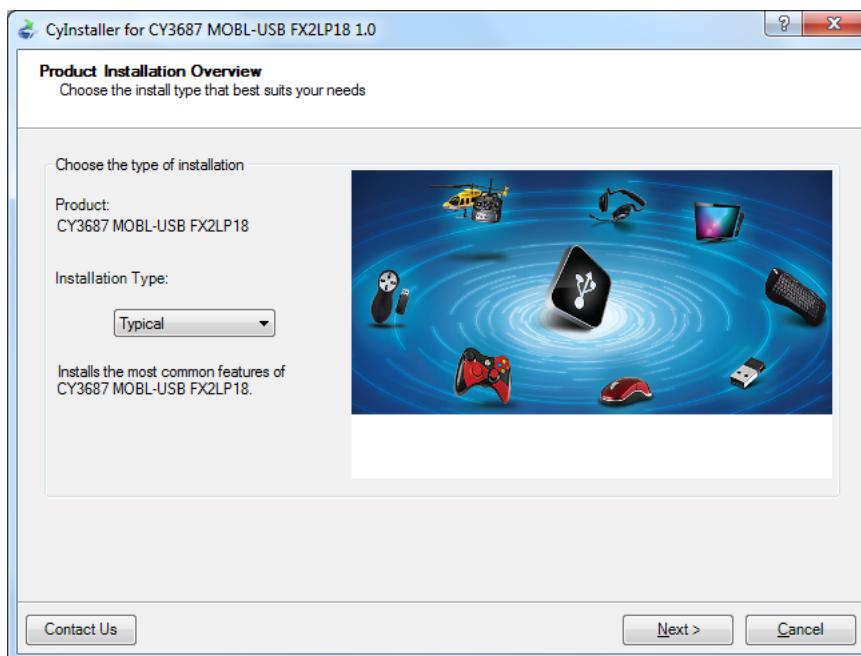 CyInstaller for CY3687 MOBL-USB FX2LP18 1.0
?
Product Installation Overview
Choose the install type that best suits your needs
Choose the type of installation
Product:
CY3687 MOBL-USB FX2LP18
Installation Type:
Typical
Installs the most common features of
CY3687 MOBL-USB FX2LP18.
Contact Us
Next >
Cancel